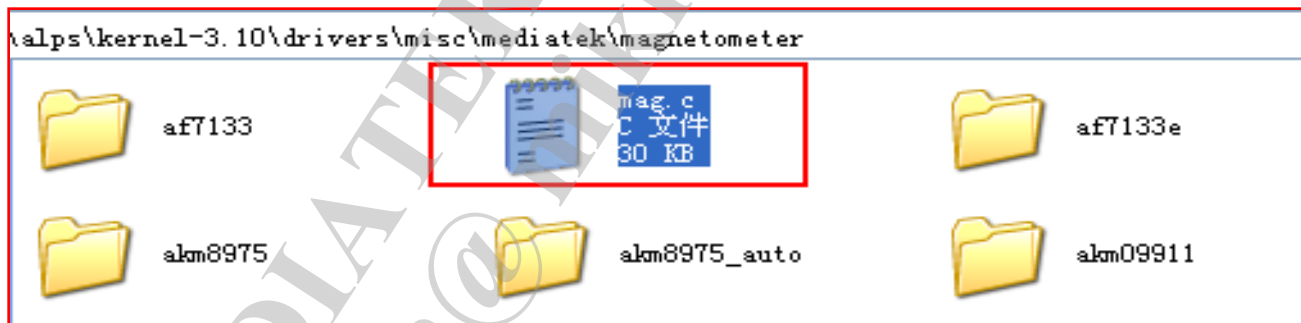 \alps\kernel-3.10\drivers\misc\mediatek\magnetometer
af7133
mag.c
C 文件
30 KB
af7133e
akm8975
akm8975_auto
akm09911